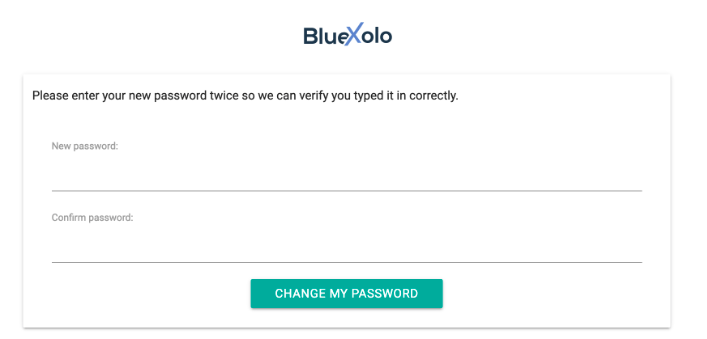 BlueXolo
Please enter your new password twice so we can verify you typed it in correctly.
New password:
Confirm password:
CHANGE MY PASSWORD